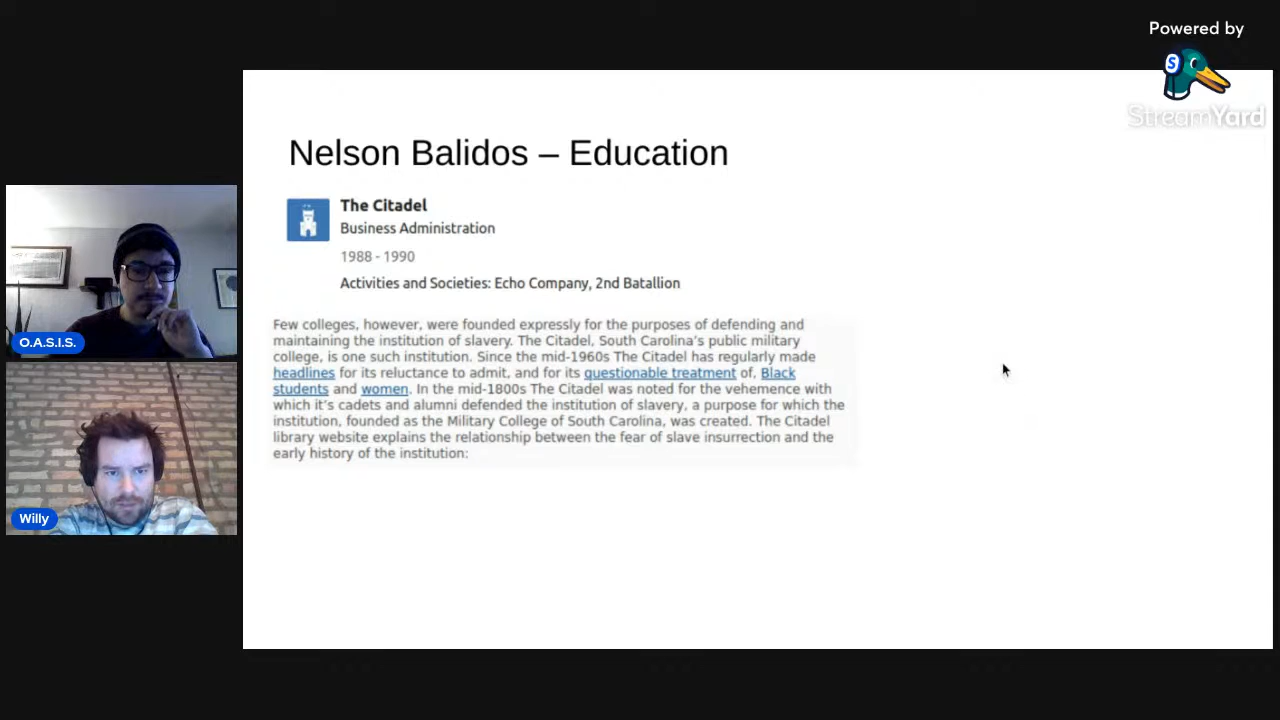 Powered by
S
StreamYard
Nelson Balidos – Education
The Citadel
Business Administration
1988 - 1990
Activities and Societies: Echo Company, 2nd Batallion
Few colleges, however, were founded expressly for the purposes of defending and
maintaining the institution of slavery. The Citadel, South Carolina's public military
college, is one such institution. Since the mid-1960s The Citadel has regularly made
headlines for its reluctance to admit, and for its questionable treatment of, Black
students and women. In the mid-1800s The Citadel was noted for the vehemence with
which it's cadets and alumni defended the institution of slavery, a purpose for which the
institution, founded as the Military College of South Carolina, was created. The Citadel
library website explains the relationship between the fear of slave insurrection and the
early history of the institution:
O.A.S.I.S.
Willy